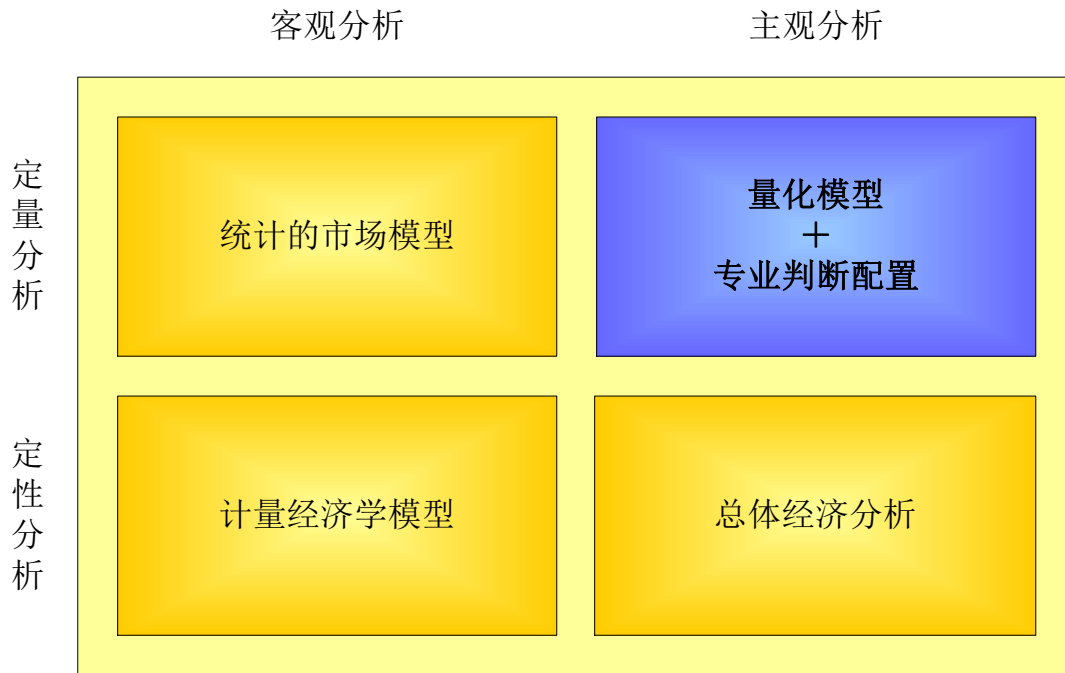 客观分析
主观分析
定量分析
统计的市场模型
量化模型
＋
专业判断配置
定性分析
计量经济学模型
总体经济分析